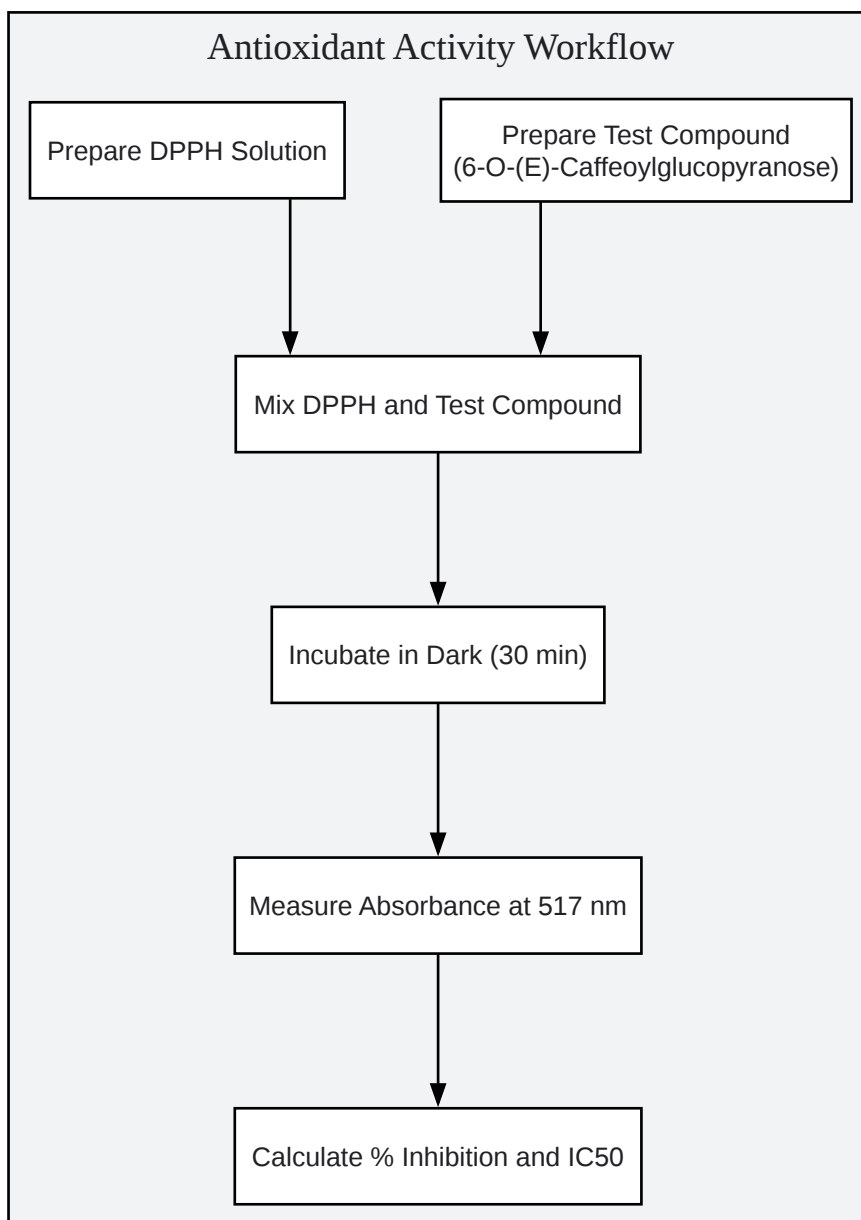 Antioxidant Activity Workflow
Prepare DPPH Solution
Prepare Test Compound
(6-O-(E)-Caffeoylglucopyranose)
Mix DPPH and Test Compound
Incubate in Dark (30 min)
Measure Absorbance at 517 nm
Calculate % Inhibition and IC50